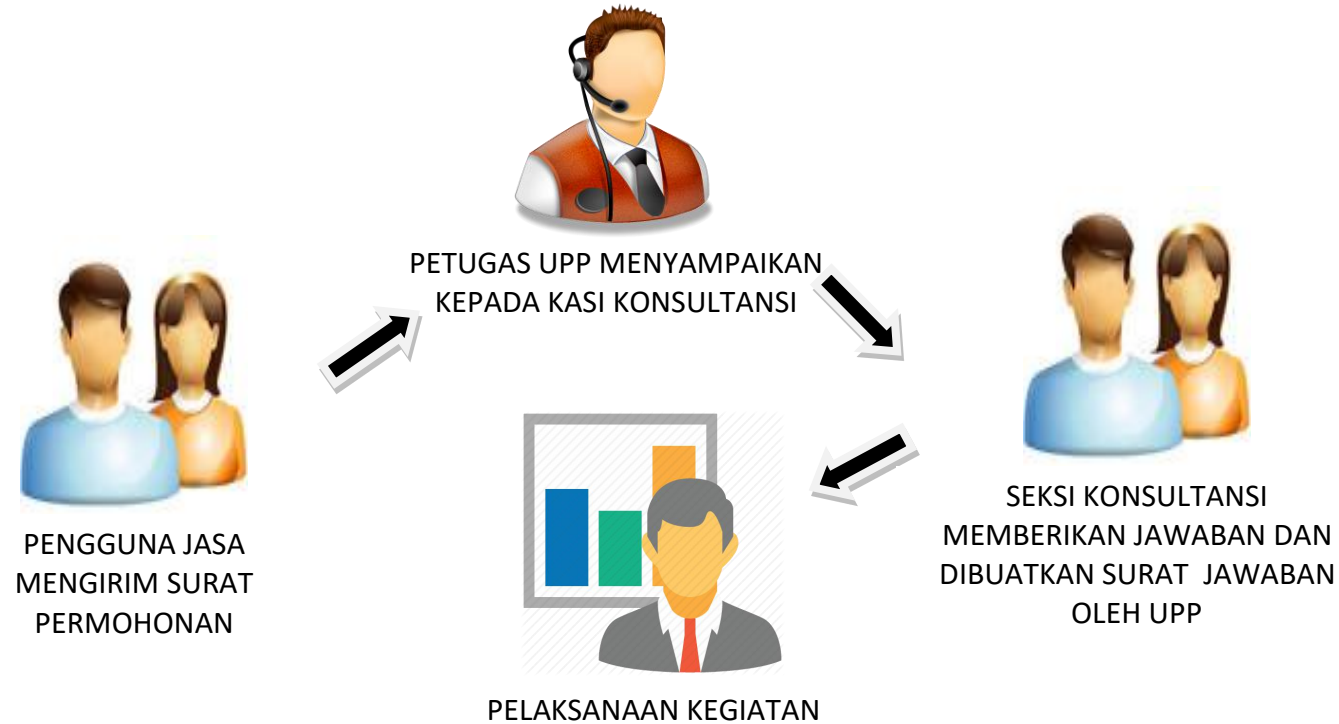 PETUGAS UPP MENYAMPAIKAN
KEPADA KASI KONSULTANSI
PENGGUNA JASA
MENGIRIM SURAT
PERMOHONAN
SEKSI KONSULTANSI
MEMBERIKAN JAWABAN DAN
DIBUATKAN SURAT JAWABAN
OLEH UPP
PELAKSANAAN KEGIATAN